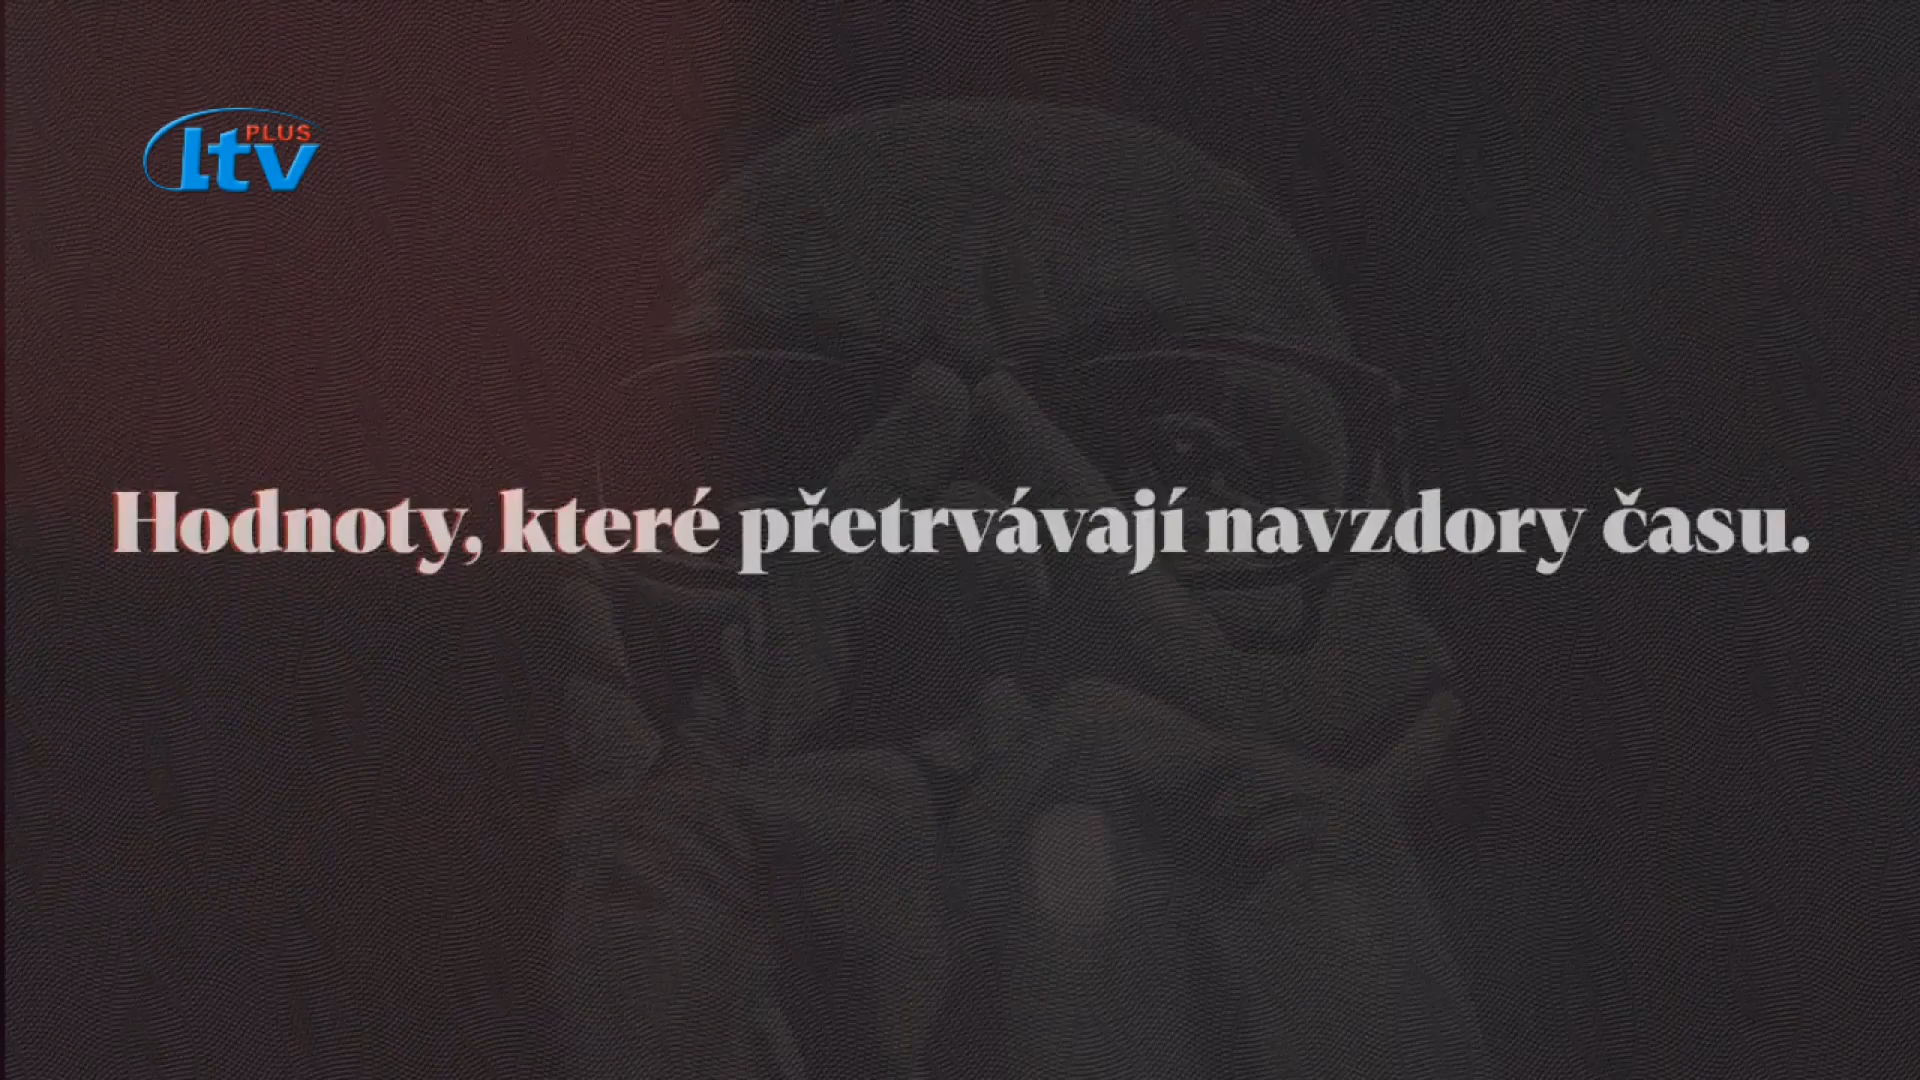 PLUS
ltv
Hodnoty, které přetrvávají navzdory času.